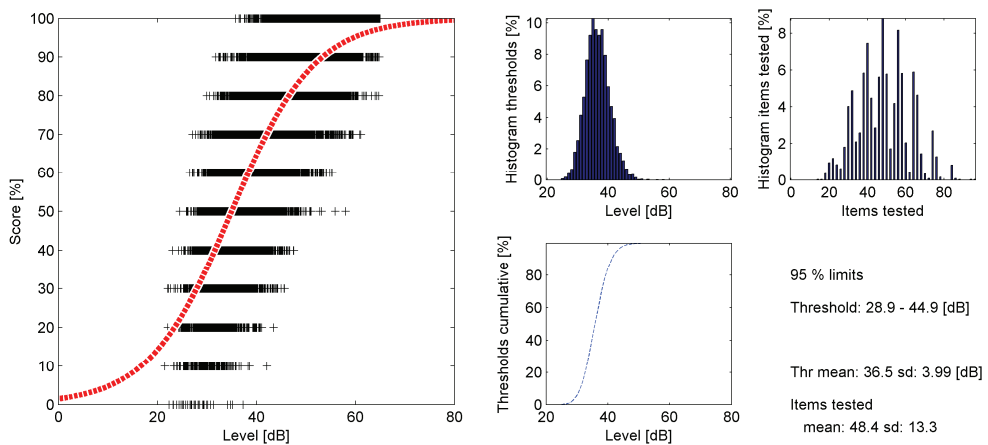 100
90
80
70
60
50
40
30
20
10
0
Score [%]
0 20 40 60 80
Level [dB]
10
8
6
4
2
0
Histogram thresholds [%]
20 40 60 80
Level [dB]
8
6
4
2
0
Histogram items tested [%]
0 20 40 60 80
Items tested
80
60
40
20
0
Thresholds cumulative [%]
20 40 60 80
Level [dB]
95 % limits
Threshold: 28.9 - 44.9 [dB]
Thr mean: 36.5 sd: 3.99 [dB]
Items tested
mean: 48.4 sd: 13.3